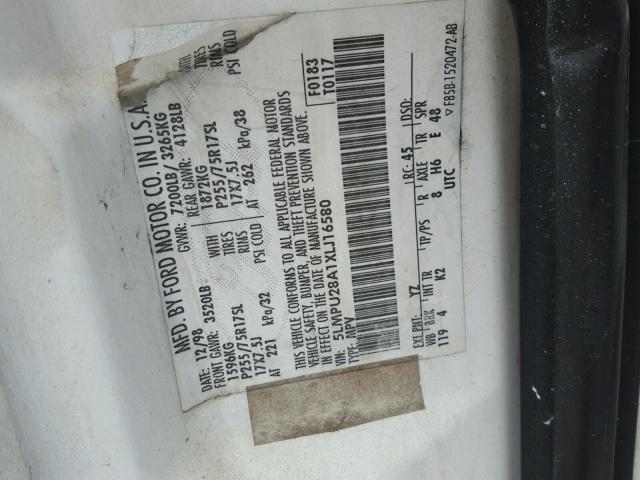 MFD. BY FORD MOTOR CO. IN U.S.A.
DATE: 12/98 GVWR: 7200LB/ 3265KG
FRONT GAWR: 3520LB REAR GAWR: 4128LB
1596KG WITH 1872KG WITH
P255/75R17SL TIRES P255/75R17SL TIRES
17X7.5J RIMS 17X7.5J RIMS
AT 221 kPa/32 PSI COLD AT 262 kPa/38 PSI COLD
THIS VEHICLE CONFORMS TO ALL APPLICABLE FEDERAL MOTOR
VEHICLE SAFETY, BUMPER, AND THEFT PREVENTION STANDARDS
IN EFFECT ON THE DATE OF MANUFACTURE SHOWN ABOVE.
VIN: 5LMPU28A1XLJ16580 F0183
TYPE: MPV T0117
EXT PNT: YZ RC: 45 DSO:
WB BRK INT TR TP/PS R AXLE TR SPR
119 4 K2 8 H6 E 48
UTC
▽ F85B-1520472-AB